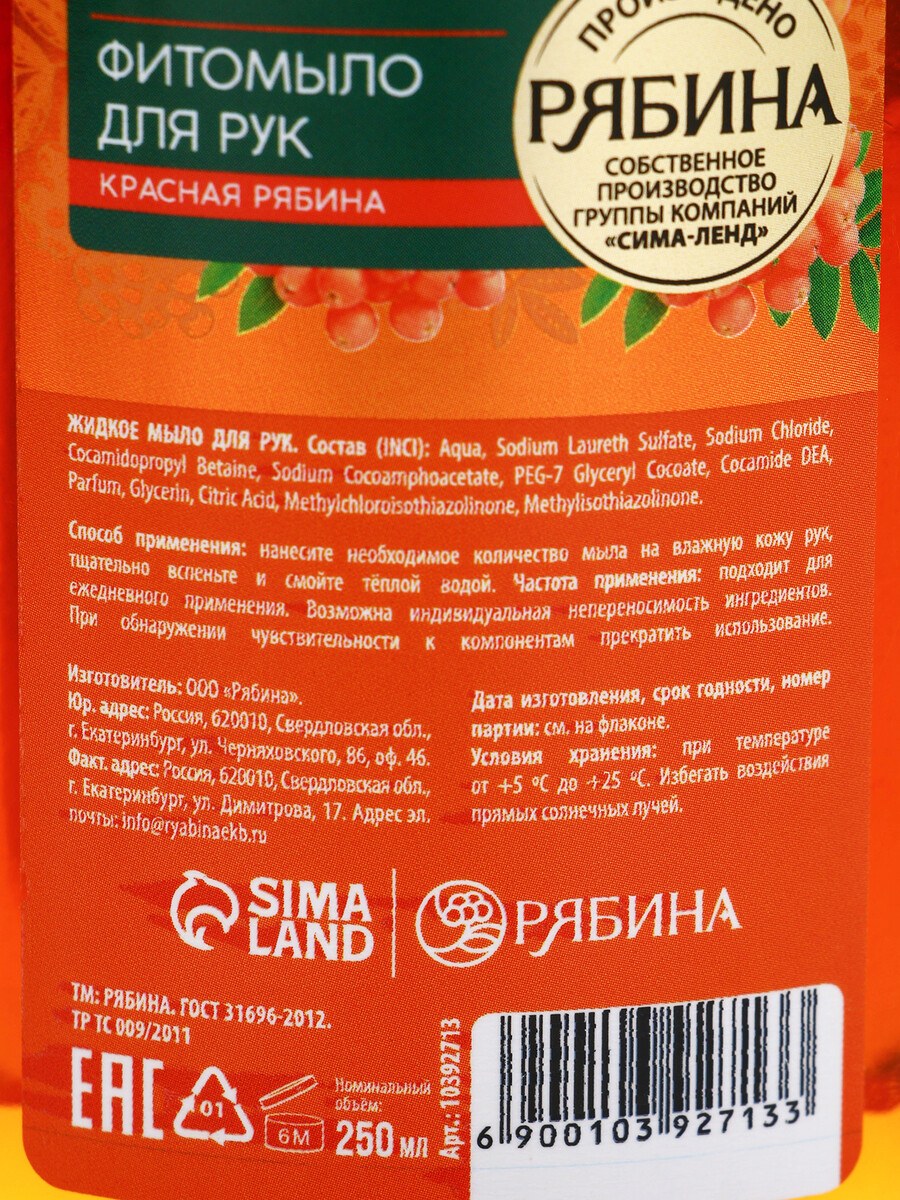 ФИТОМЫЛО
ДЛЯ РУК
КРАСНАЯ РЯБИНА
ПРОИЗВЕДЕНО
РЯБИНА
СОБСТВЕННОЕ
ПРОИЗВОДСТВО
ГРУППЫ КОМПАНИЙ
«СИМА-ЛЕНД»
ЖИДКОЕ МЫЛО ДЛЯ РУК. Состав (INCI): Aqua, Sodium Laureth Sulfate, Sodium Chloride,
Cocamidopropyl Betaine, Sodium Cocoamphoacetate, PEG-7 Glyceryl Cocoate, Cocamide DEA,
Parfum, Glycerin, Citric Acid, Methylchloroisothiazolinone, Methylisothiazolinone.
Способ применения: нанесите необходимое количество мыла на влажную кожу рук,
тщательно вспеньте и смойте тёплой водой. Частота применения: подходит для
ежедневного применения. Возможна индивидуальная непереносимость ингредиентов.
При обнаружении чувствительности к компонентам прекратить использование.
Изготовитель: ООО «Рябина».
Юр. адрес: Россия, 620010, Свердловская обл.,
г. Екатеринбург, ул. Черняховского, 86, оф. 46.
Факт. адрес: Россия, 620010, Свердловская обл.,
г. Екатеринбург, ул. Димитрова, 17. Адрес эл.
почты: info@ryabinaekb.ru
Дата изготовления, срок годности, номер
партии: см. на флаконе.
Условия хранения: при температуре
от +5 °C до +25 °C. Избегать воздействия
прямых солнечных лучей.
SIMA
LAND
РЯБИНА
ТМ: РЯБИНА. ГОСТ 31696-2012.
ТР ТС 009/2011
EAC
01
6М
Номинальный
объём:
250 мл
Арт.: 10392713
6 900103 927133